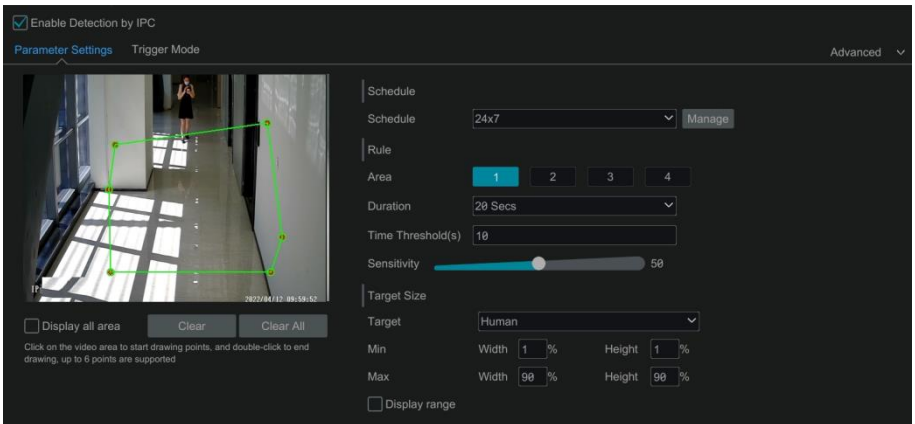 Enable Detection by IPC
Parameter Settings Trigger Mode Advanced
Schedule
Schedule 24x7 Manage
Rule
Area 1 2 3 4
Duration 20 Secs
Time Threshold(s) 10
Sensitivity 50
Target Size
Target Human
Min Width 1 % Height 1 %
Max Width 90 % Height 90 %
Display range
2022/04/12 09:59:52
Display all area Clear Clear All
Click on the video area to start drawing points, and double-click to end
drawing, up to 6 points are supported